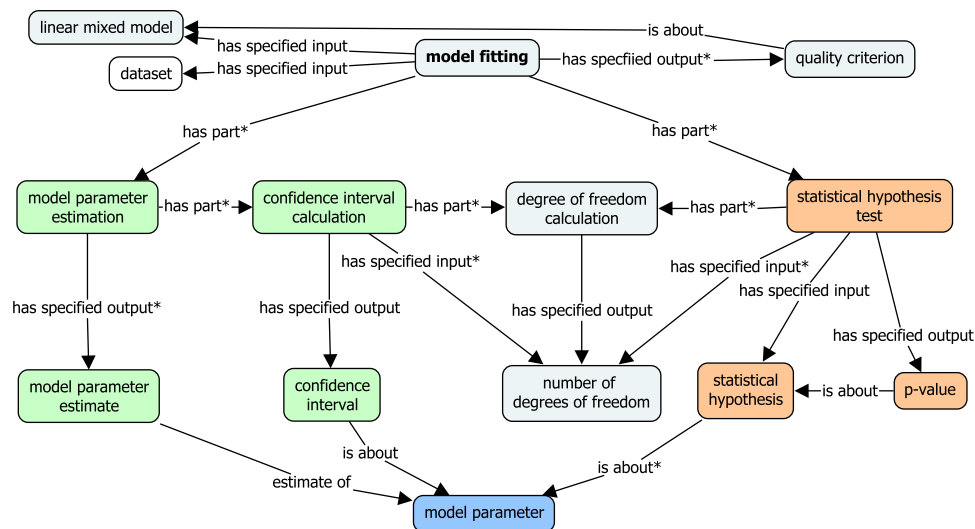 linear mixed model
is about
has specified input
model fitting
has specfiied output*
quality criterion
dataset
has specified input
has part*
has part*
model parameter
estimation
has part*
confidence interval
calculation
has part*
degree of freedom
calculation
has part*
statistical hypothesis
test
has specified input*
has specified input*
has specified input
has specified output*
has specified output
has specified output
has specified output
model parameter
estimate
confidence
interval
number of
degrees of freedom
statistical
hypothesis
is about
p-value
is about
is about*
estimate of
model parameter